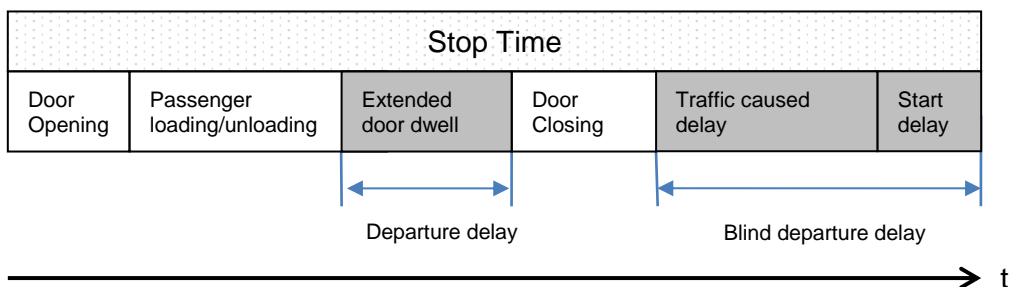 Stop Time
Door
Opening
Passenger
loading/unloading
Extended
door dwell
Door
Closing
Traffic caused
delay
Start
delay
Departure delay
Blind departure delay
t